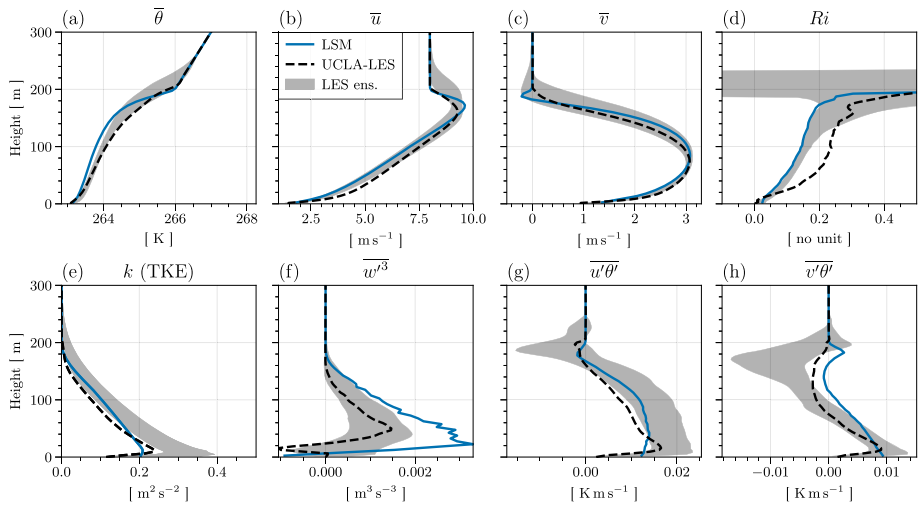 (a) θ̅ (b) u̅ (c) v̅ (d) Ri
300 200 100 0
Height [ m ]
LSM
UCLA-LES
LES ens.
264 266 268
2.5 5.0 7.5 10.0
0 1 2 3
0.0 0.2 0.4
[ K ] [ m s⁻¹ ] [ m s⁻¹ ] [ no unit ]
(e) k (TKE) (f) w′³ (g) u′θ′ (h) v′θ′
300 200 100 0
Height [ m ]
0.0 0.2 0.4
0.000 0.002
0.00 0.02
−0.01 0.00 0.01
[ m² s⁻² ] [ m³ s⁻³ ] [ K m s⁻¹ ] [ K m s⁻¹ ]